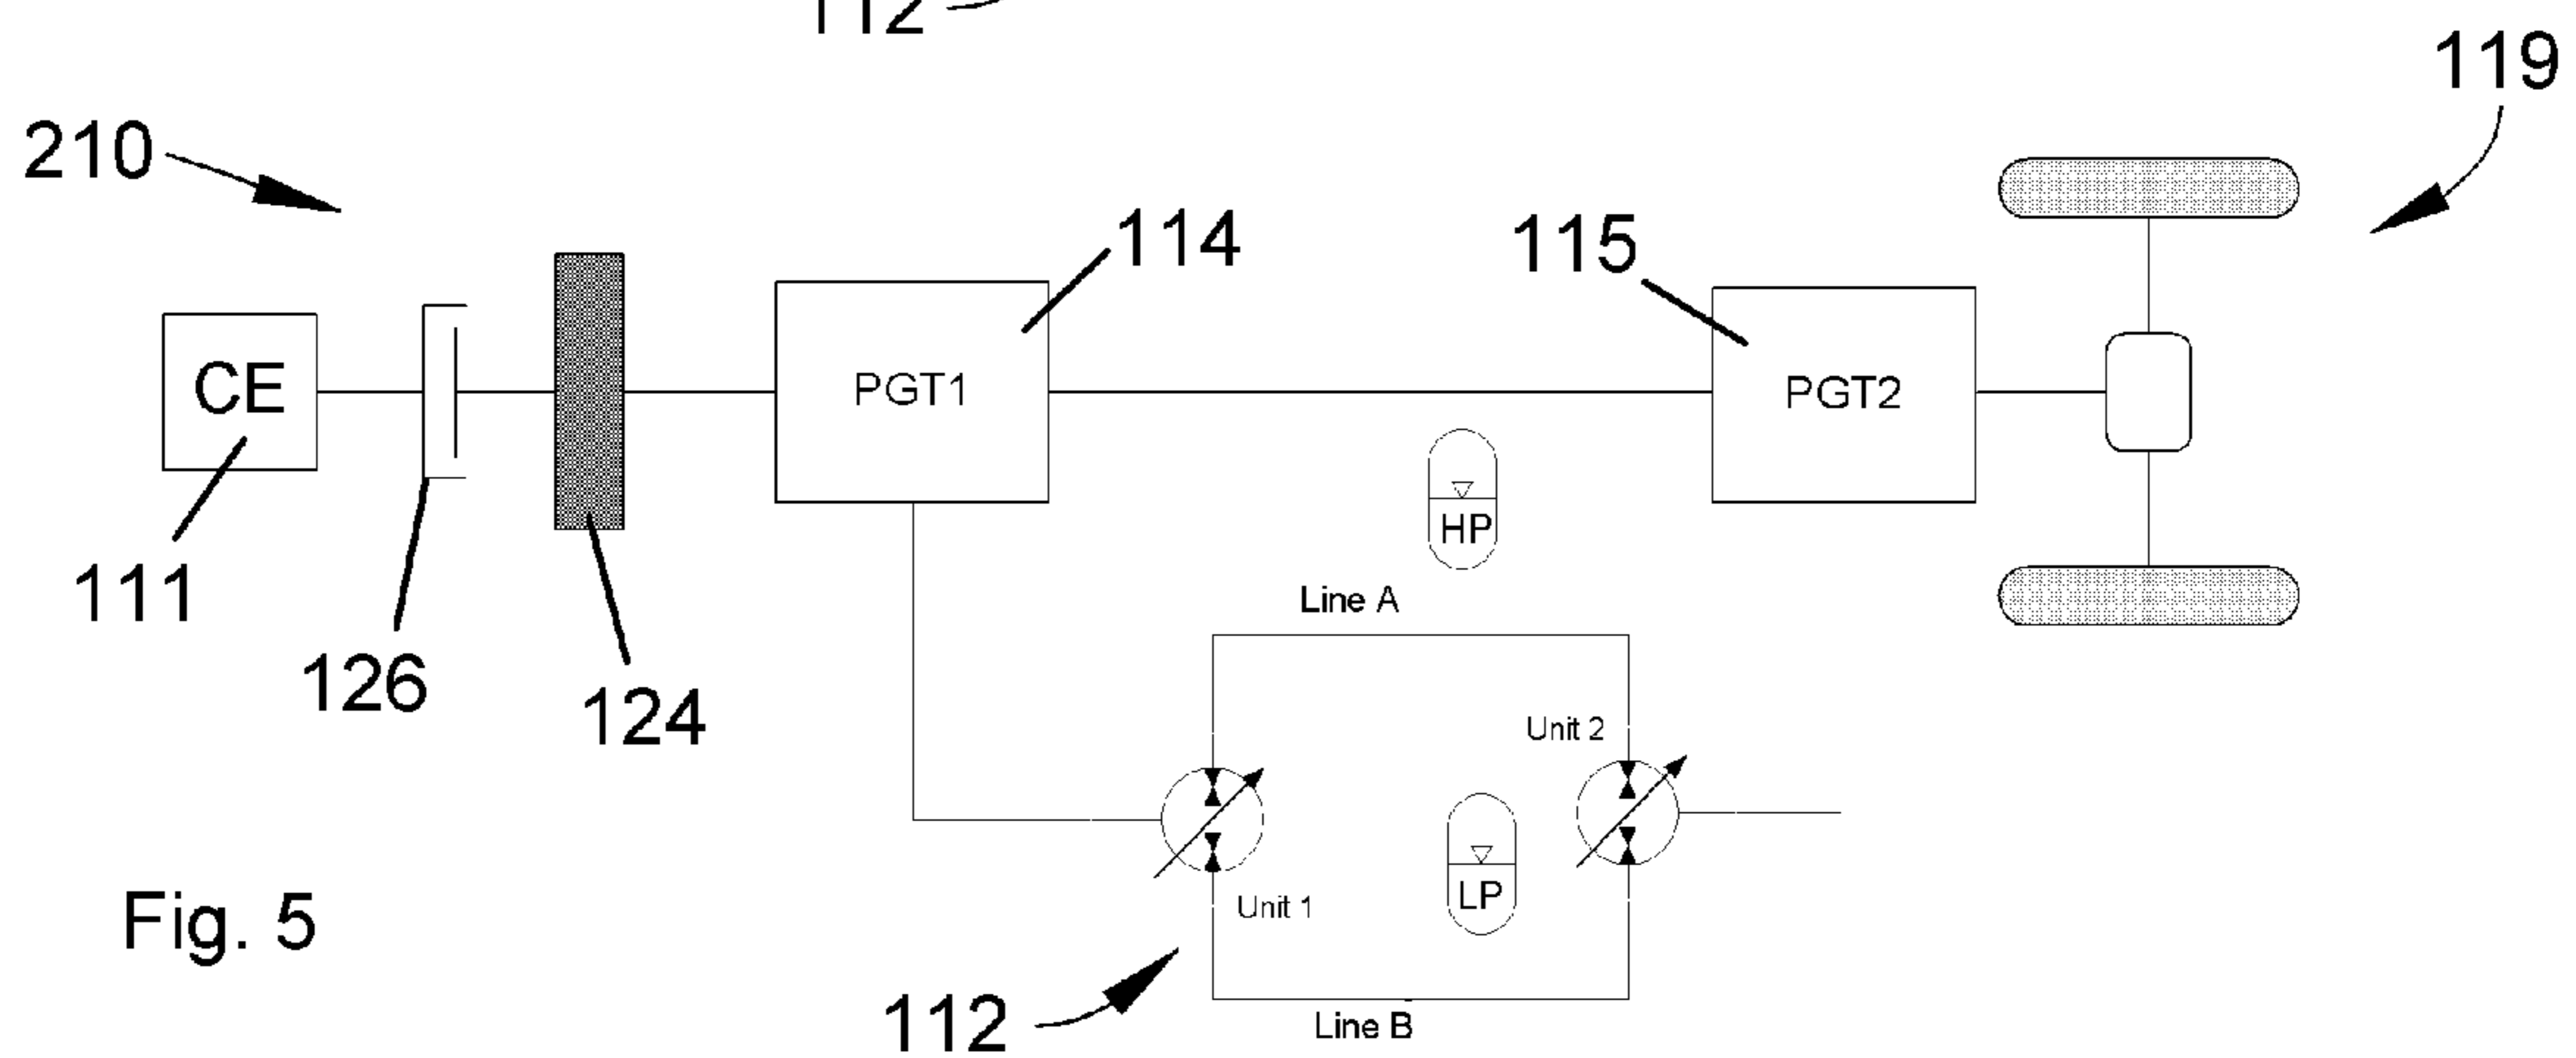 112
119
210
114
115
CE
PGT1
PGT2
HP
111
Line A
126
124
Unit 2
LP
Unit 1
Fig. 5
112
Line B